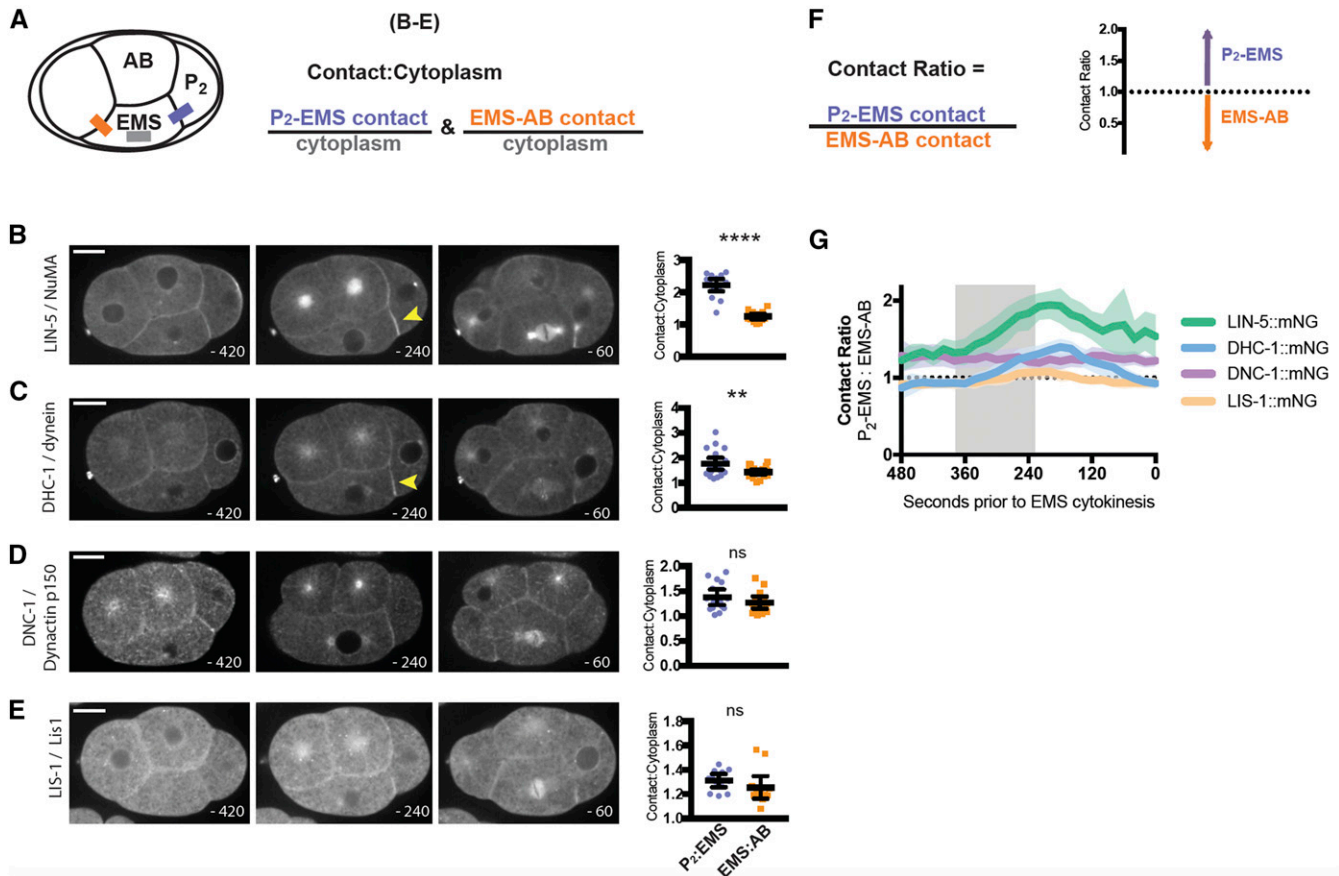 A
AB
P2
EMS
(B-E)
Contact:Cytoplasm
P2-EMS contact & EMS-AB contact
cytoplasm cytoplasm
F
Contact Ratio =
P2-EMS contact
EMS-AB contact
Contact Ratio
2.0
1.5
1.0
0.5
P2-EMS
EMS-AB
B
LIN-5 / NuMA
- 420
- 240
- 60
Contact:Cytoplasm
****
3
2
1
0
C
DHC-1 / dynein
- 420
- 240
- 60
Contact:Cytoplasm
**
4
3
2
1
0
D
DNC-1 /
Dynactin p150
- 420
- 240
- 60
Contact:Cytoplasm
ns
2.0
1.5
1.0
0.5
0.0
E
LIS-1 / Lis1
- 420
- 240
- 60
Contact:Cytoplasm
ns
1.8
1.6
1.4
1.2
1.0
P2:EMS
EMS:AB
G
Contact Ratio
P2-EMS : EMS-AB
2
1
0
480 360 240 120 0
Seconds prior to EMS cytokinesis
LIN-5::mNG
DHC-1::mNG
DNC-1::mNG
LIS-1::mNG